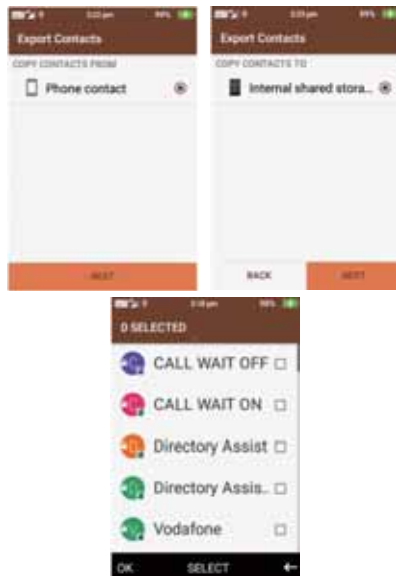 Export Contacts
COPY CONTACTS FROM
Phone contact
NEXT
Export Contacts
COPY CONTACTS TO
Internal shared stora...
BACK
NEXT
0 SELECTED
CALL WAIT OFF
CALL WAIT ON
Directory Assist
Directory Assis..
Vodafone
OK SELECT